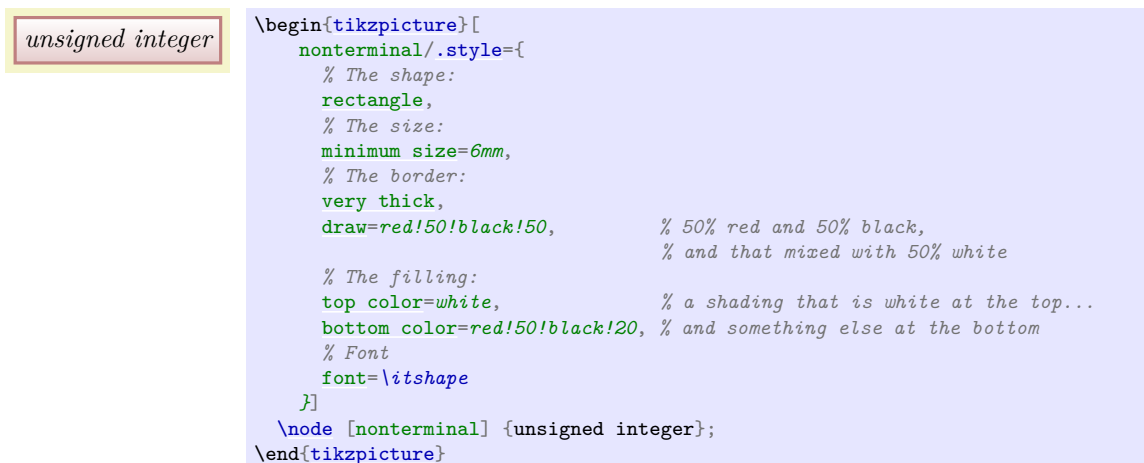 unsigned integer
\begin{tikzpicture}[
nonterminal/.style={
% The shape:
rectangle,
% The size:
minimum size=6mm,
% The border:
very thick,
draw=red!50!black!50, % 50% red and 50% black,
% and that mixed with 50% white
% The filling:
top color=white, % a shading that is white at the top...
bottom color=red!50!black!20, % and something else at the bottom
% Font
font=\itshape
}]
\node [nonterminal] {unsigned integer};
\end{tikzpicture}